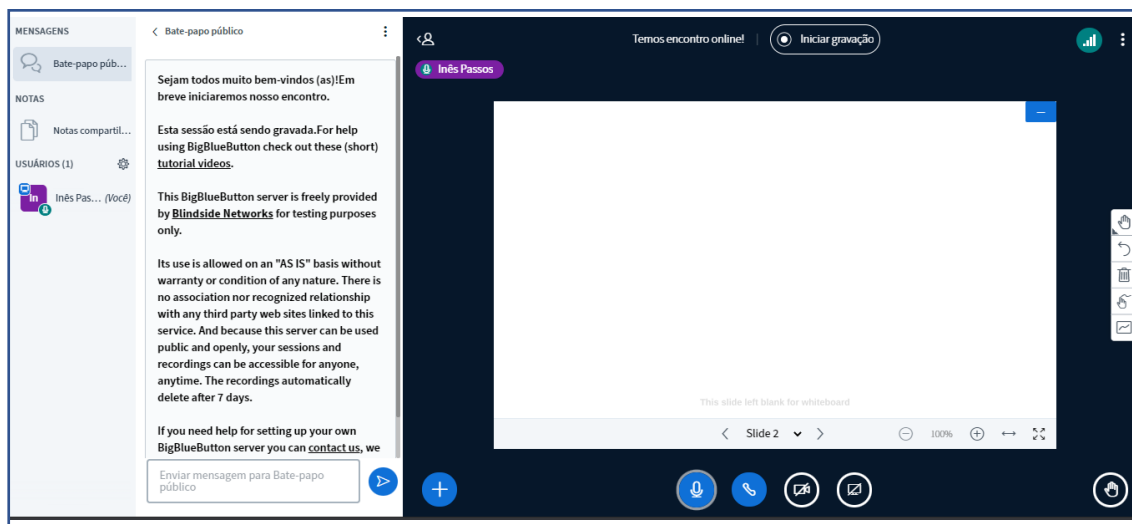 MENSAGENS
Bate-papo púb...
NOTAS
Notas compartil...
USUÁRIOS (1)
In
Inês Pas... (Você)
Bate-papo público
Sejam todos muito bem-vindos (as)!Em
breve iniciaremos nosso encontro.
Esta sessão está sendo gravada.For help
using BigBlueButton check out these (short)
tutorial videos.
This BigBlueButton server is freely provided
by Blindside Networks for testing purposes
only.
Its use is allowed on an "AS IS" basis without
warranty or condition of any nature. There is
no association nor recognized relationship
with any third party web sites linked to this
service. And because this server can be used
public and openly, your sessions and
recordings can be accessible for anyone,
anytime. The recordings automatically
delete after 7 days.
If you need help for setting up your own
BigBlueButton server you can contact us, we
Enviar mensagem para Bate-papo
público
Temos encontro online! | Iniciar gravação
Inês Passos
This slide left blank for whiteboard
Slide 2
100%